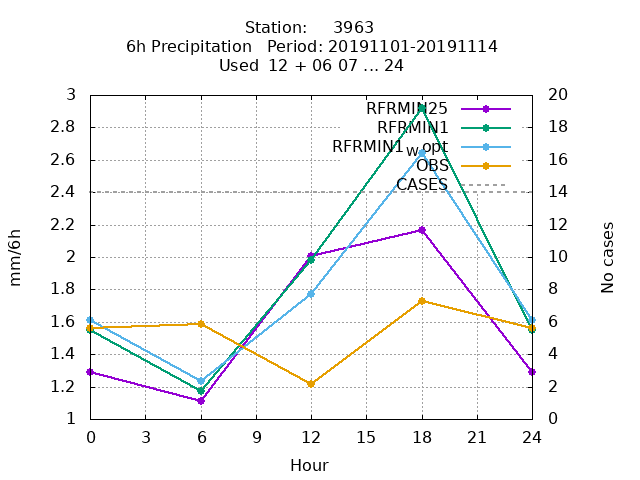 Station: 3963
6h Precipitation Period: 20191101-20191114
Used 12 + 06 07 ... 24
3 20
2.8 18
2.6 16
2.4 14
2.2 12
2 10
1.8 8
1.6 6
1.4 4
1.2 2
1 0
RFRMIN25
RFRMIN1
RFRMIN1w opt
OBS
CASES
mm/6h
No cases
0 3 6 9 12 15 18 21 24
Hour